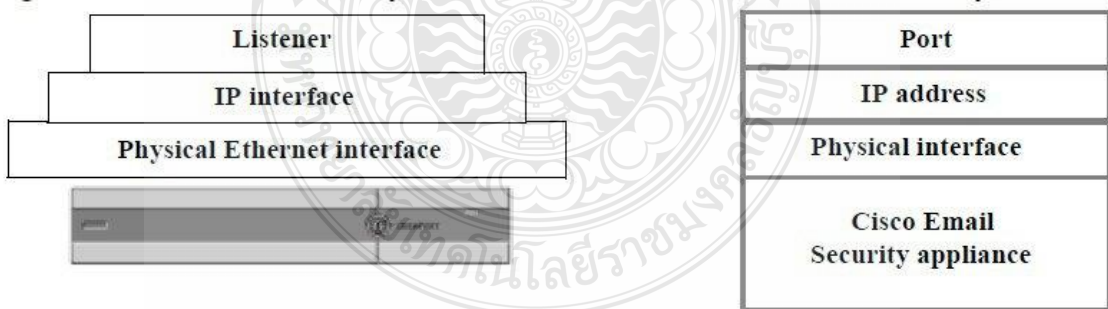 Listener
Port
IP interface
IP address
Physical Ethernet interface
Physical interface
Cisco Email
Security appliance